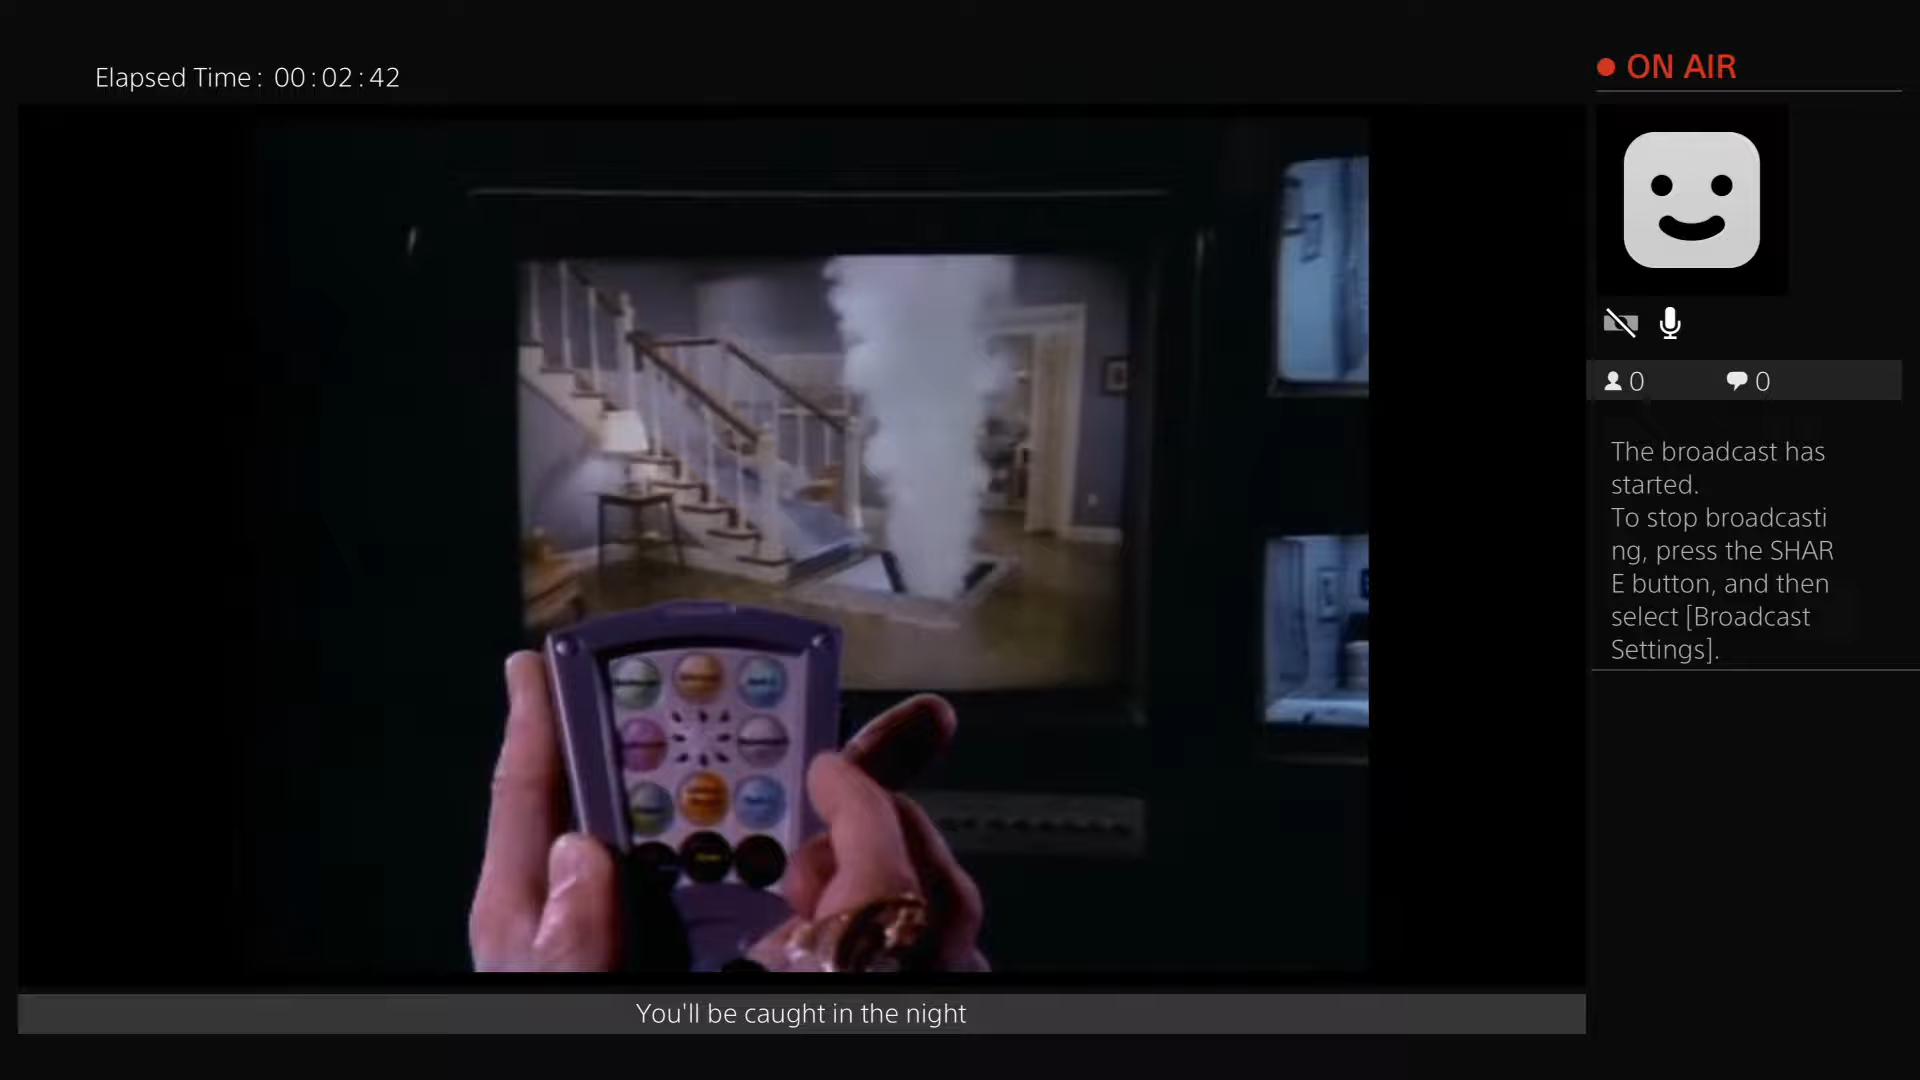 Elapsed Time: 00:02:42
ON AIR
0
0
The broadcast has
started.
To stop broadcasti
ng, press the SHAR
E button, and then
select [Broadcast
Settings].
You'll be caught in the night